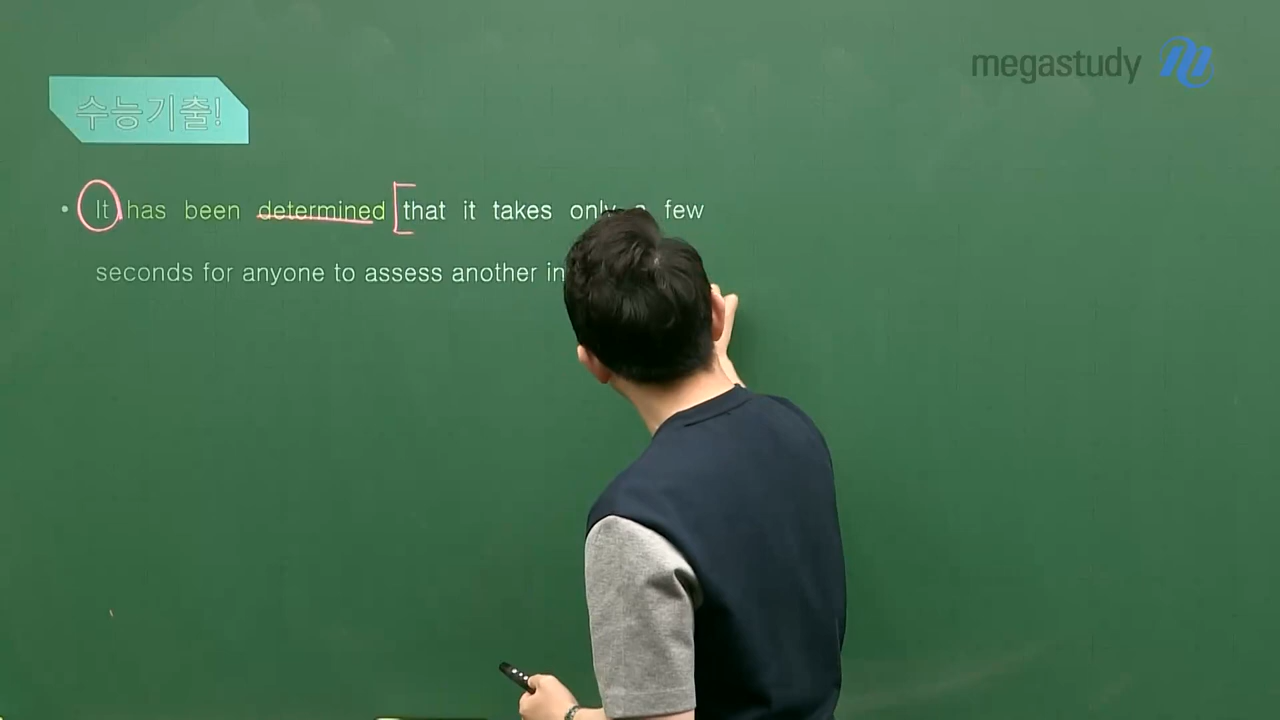 megastudy
수능기출!
• It has been determined that it takes only a few
seconds for anyone to assess another